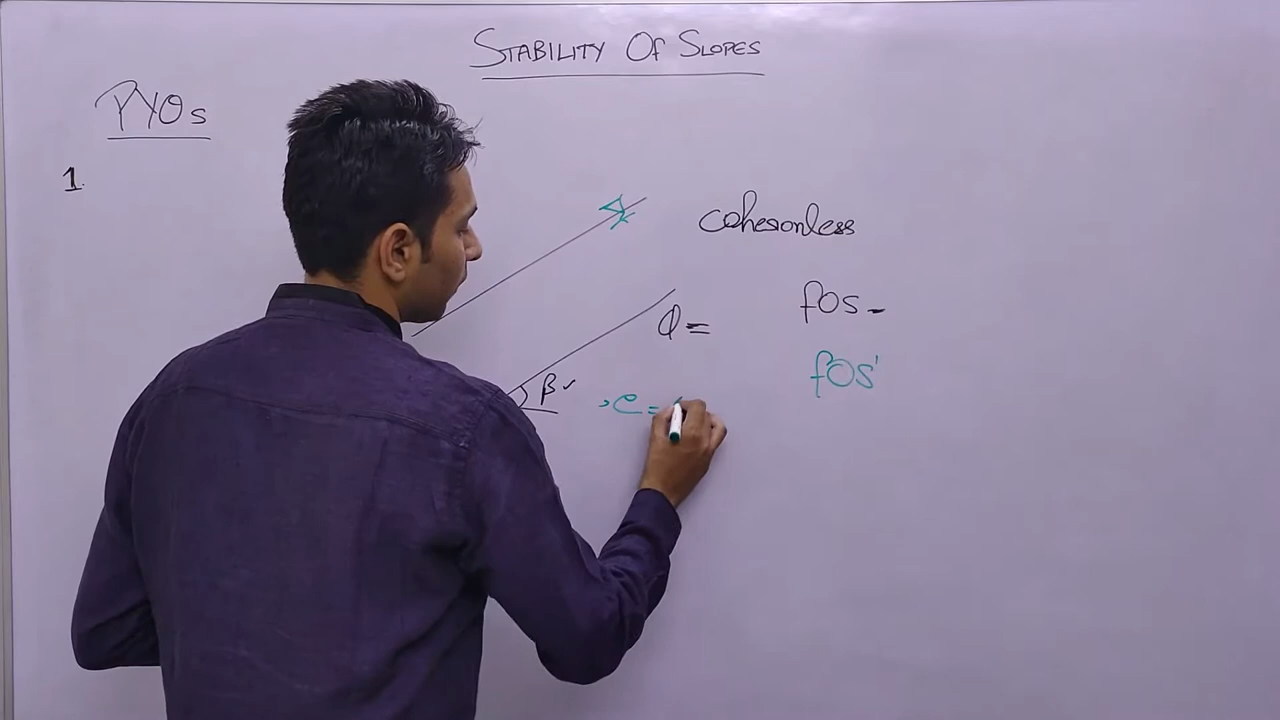 STABILITY OF SLOPES
PYQs
1.
cohesionless
fos -
ϕ =
fos'
β ✓
, e =